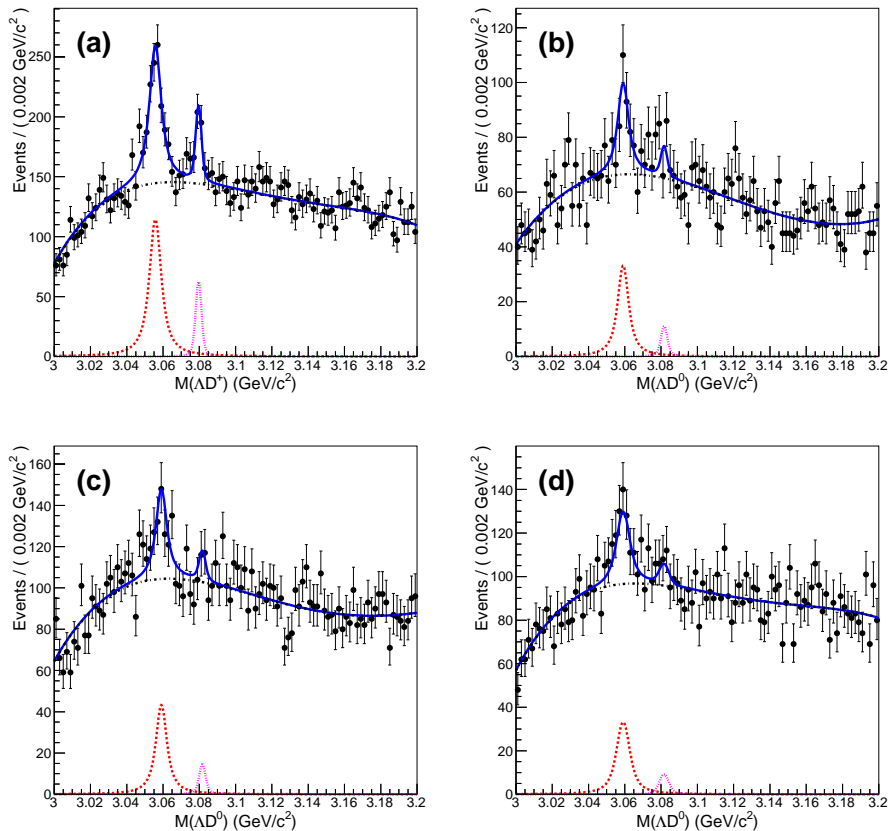 (a)
Events / ( 0.002 GeV/c²)
250
200
150
100
50
0
3 3.02 3.04 3.06 3.08 3.1 3.12 3.14 3.16 3.18 3.2
M(ΛD⁺) (GeV/c²)
(b)
Events / ( 0.002 GeV/c²)
120
100
80
60
40
20
0
3 3.02 3.04 3.06 3.08 3.1 3.12 3.14 3.16 3.18 3.2
M(ΛD⁰) (GeV/c²)
(c)
Events / ( 0.002 GeV/c²)
160
140
120
100
80
60
40
20
0
3 3.02 3.04 3.06 3.08 3.1 3.12 3.14 3.16 3.18 3.2
M(ΛD⁰) (GeV/c²)
(d)
Events / ( 0.002 GeV/c²)
160
140
120
100
80
60
40
20
0
3 3.02 3.04 3.06 3.08 3.1 3.12 3.14 3.16 3.18 3.2
M(ΛD⁰) (GeV/c²)